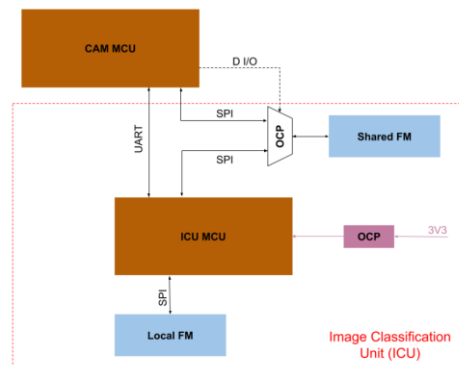 CAM MCU
D I/O
SPI
OCP
Shared FM
UART
SPI
ICU MCU
OCP
3V3
SPI
Local FM
Image Classification
Unit (ICU)